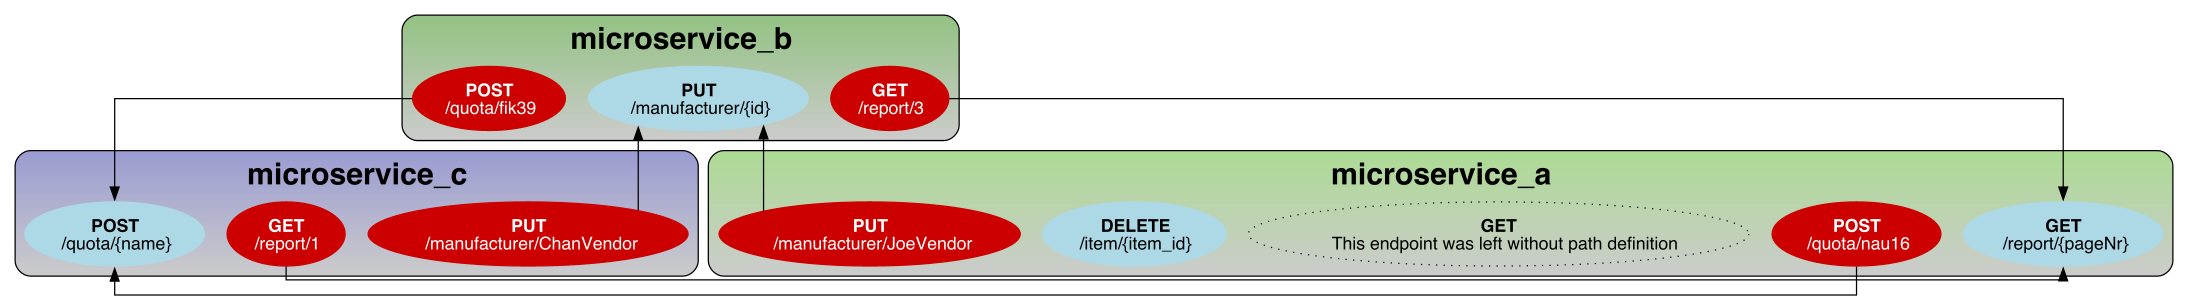 microservice_b
POST
/quota/fik39
PUT
/manufacturer/{id}
GET
/report/3
microservice_c
POST
/quota/{name}
GET
/report/1
PUT
/manufacturer/ChanVendor
microservice_a
PUT
/manufacturer/JoeVendor
DELETE
/item/{item_id}
GET
This endpoint was left without path definition
POST
/quota/nau16
GET
/report/{pageNr}